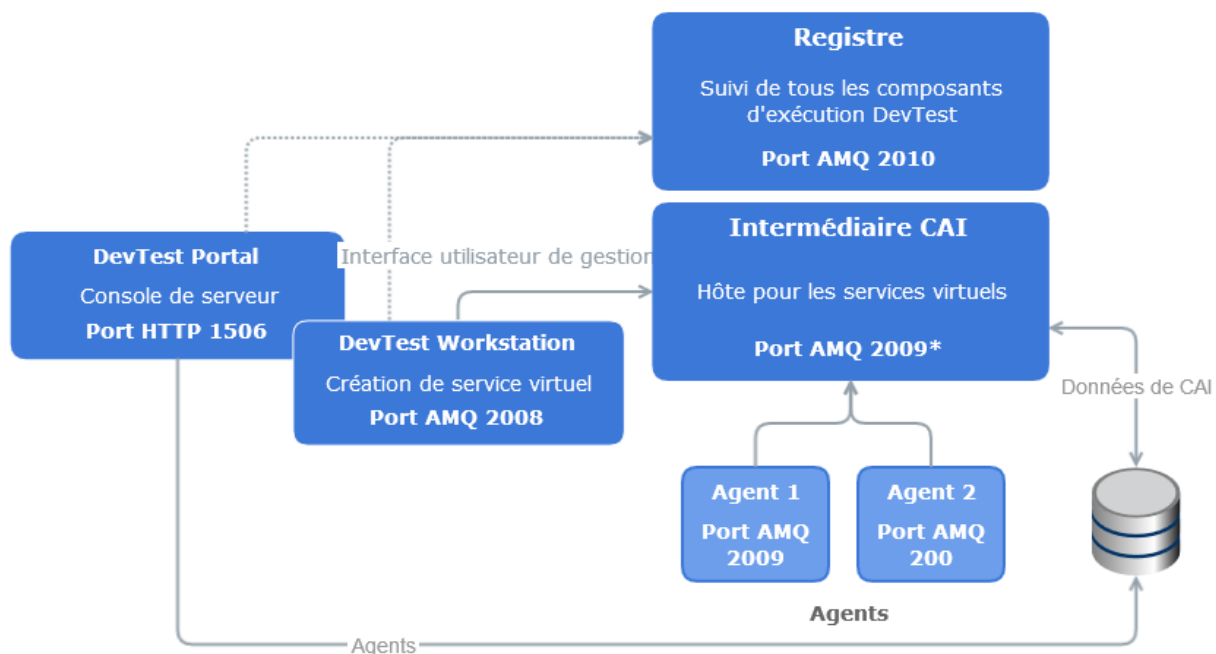 Registre
Suivi de tous les composants
d'exécution DevTest
Port AMQ 2010
Intermédiaire CAI
Hôte pour les services virtuels
Port AMQ 2009*
DevTest Portal
Console de serveur
Port HTTP 1506
Interface utilisateur de gestion
DevTest Workstation
Création de service virtuel
Port AMQ 2008
Données de CAI
Agent 1
Port AMQ
2009
Agent 2
Port AMQ
200
Agents
Agents